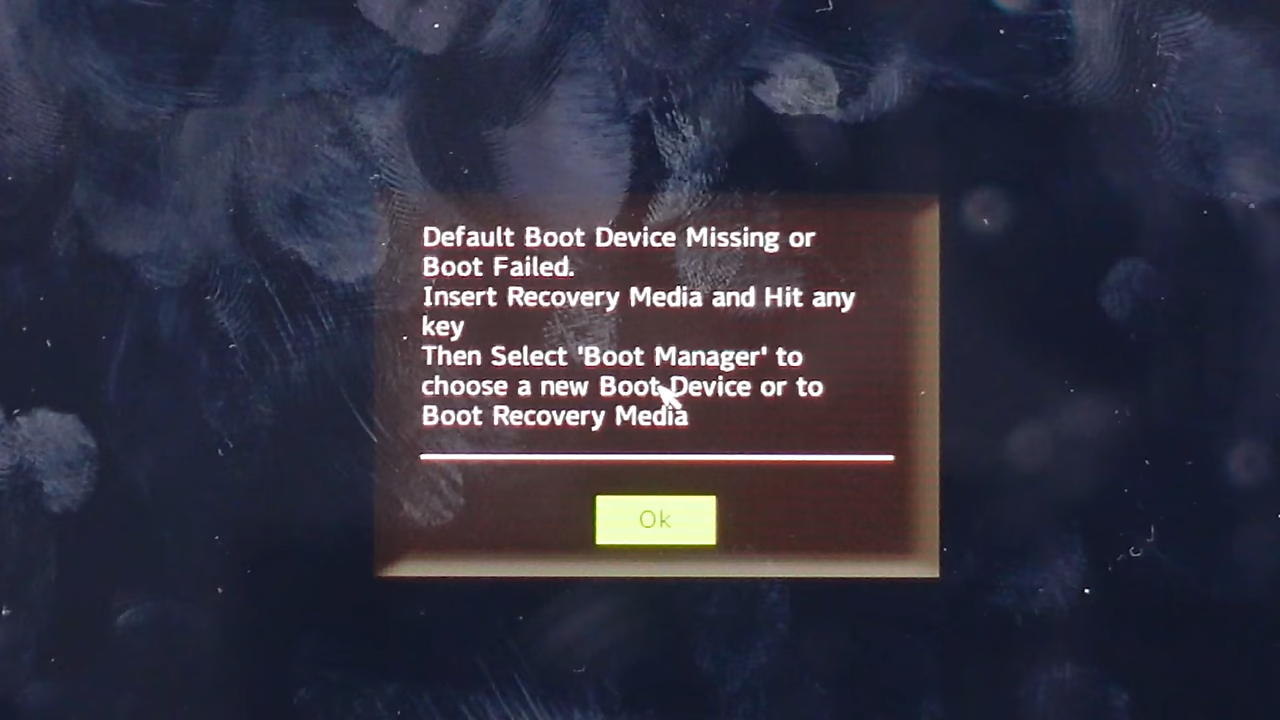 Default Boot Device Missing or
Boot Failed.
Insert Recovery Media and Hit any
key
Then Select 'Boot Manager' to
choose a new Boot Device or to
Boot Recovery Media
Ok